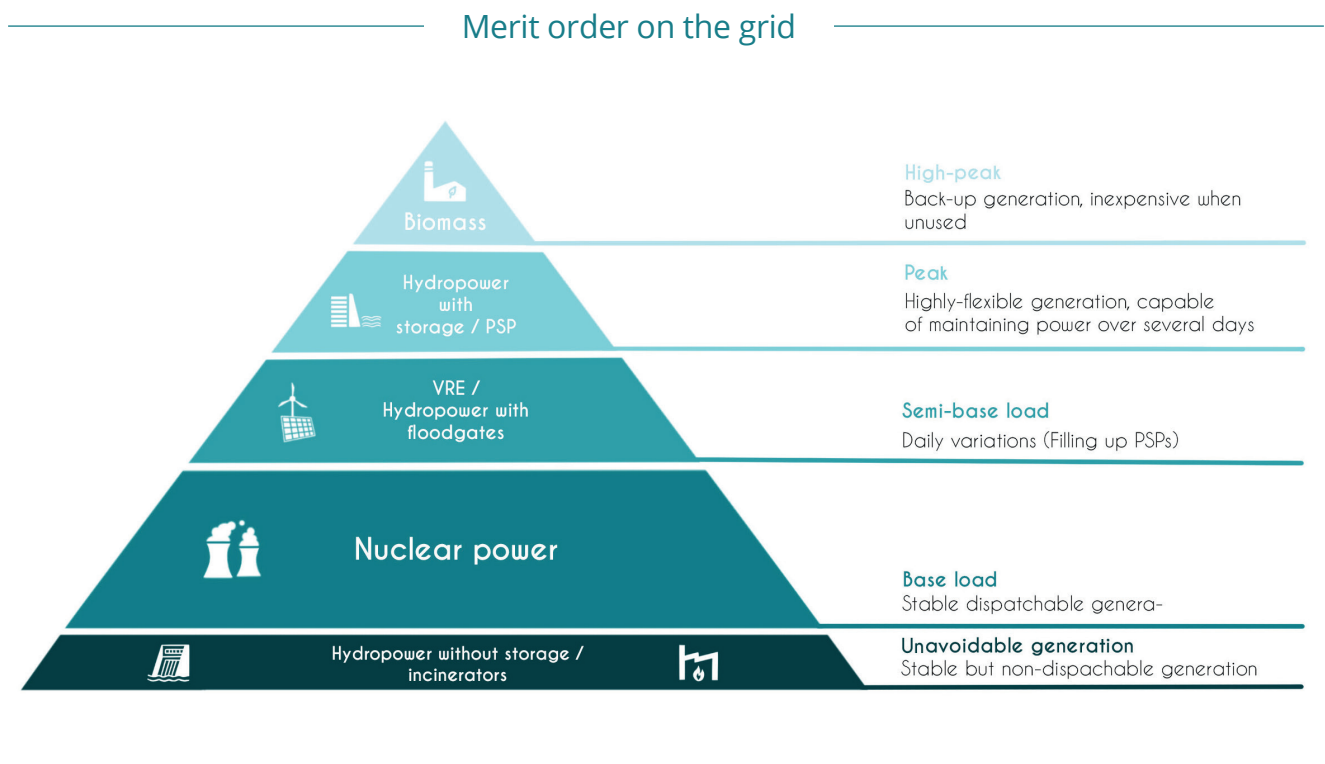 Merit order on the grid
Biomass
High-peak
Back-up generation, inexpensive when
unused
Hydropower
with
storage / PSP
Peak
Highly-flexible generation, capable
of maintaining power over several days
VRE /
Hydropower with
floodgates
Semi-base load
Daily variations (Filling up PSPs)
Nuclear power
Base load
Stable dispatchable genera-
Hydropower without storage /
incinerators
Unavoidable generation
Stable but non-dispachable generation